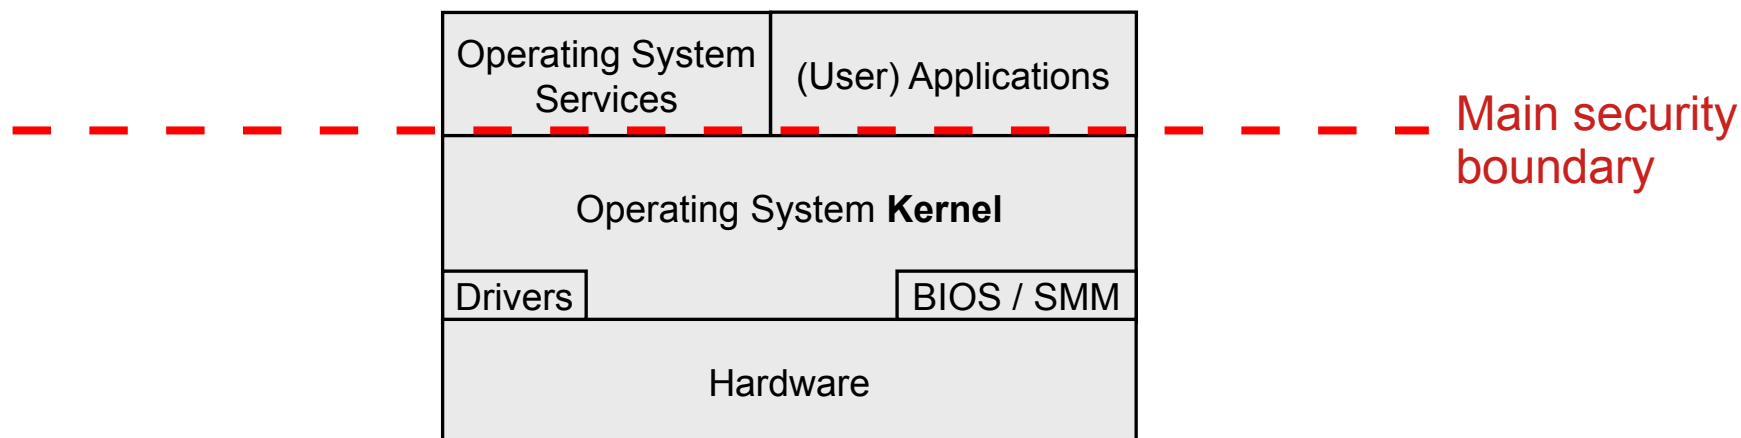 Operating System
Services
(User) Applications
Main security
boundary
Operating System Kernel
Drivers
BIOS / SMM
Hardware